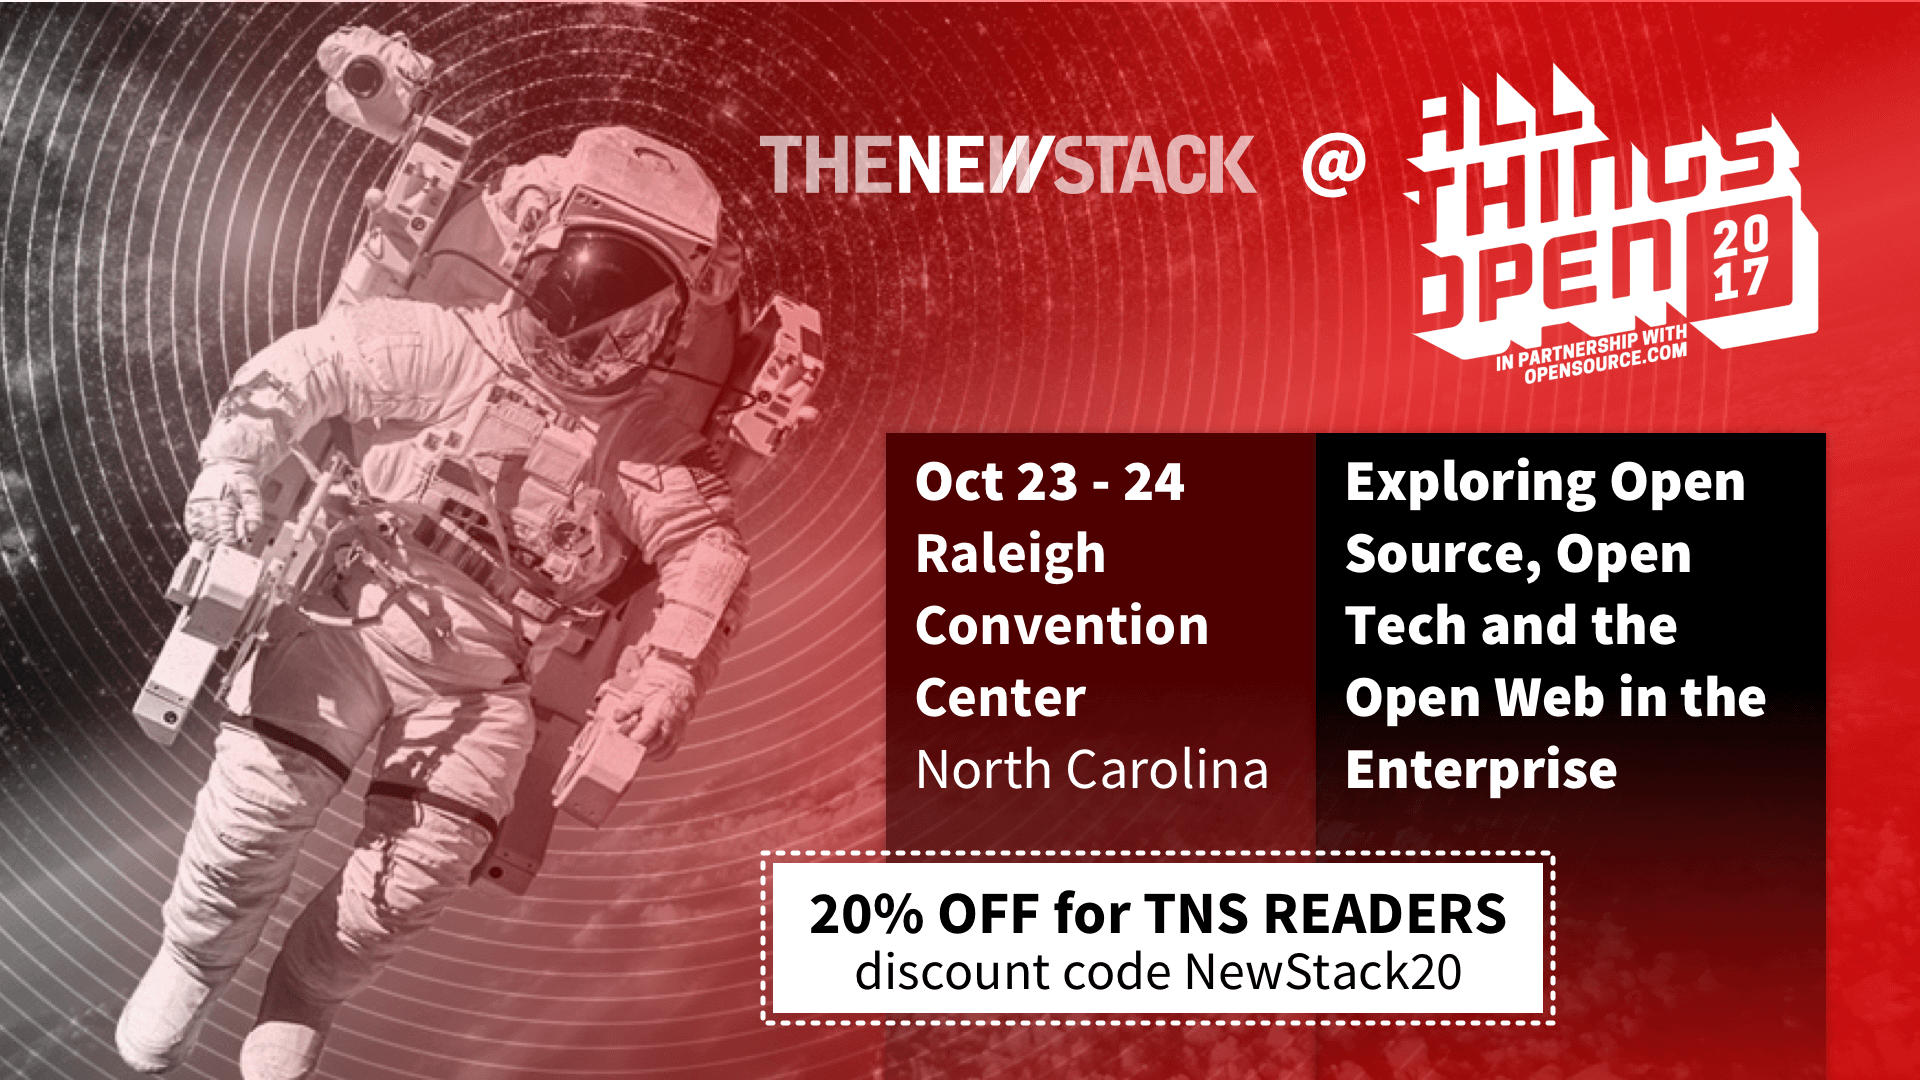 THENEWSTACK @
ALL
THINGS
OPEN
20
17
IN PARTNERSHIP WITH
OPENSOURCE.COM
Oct 23 - 24
Raleigh
Convention
Center
North Carolina
Exploring Open
Source, Open
Tech and the
Open Web in the
Enterprise
20% OFF for TNS READERS
discount code NewStack20